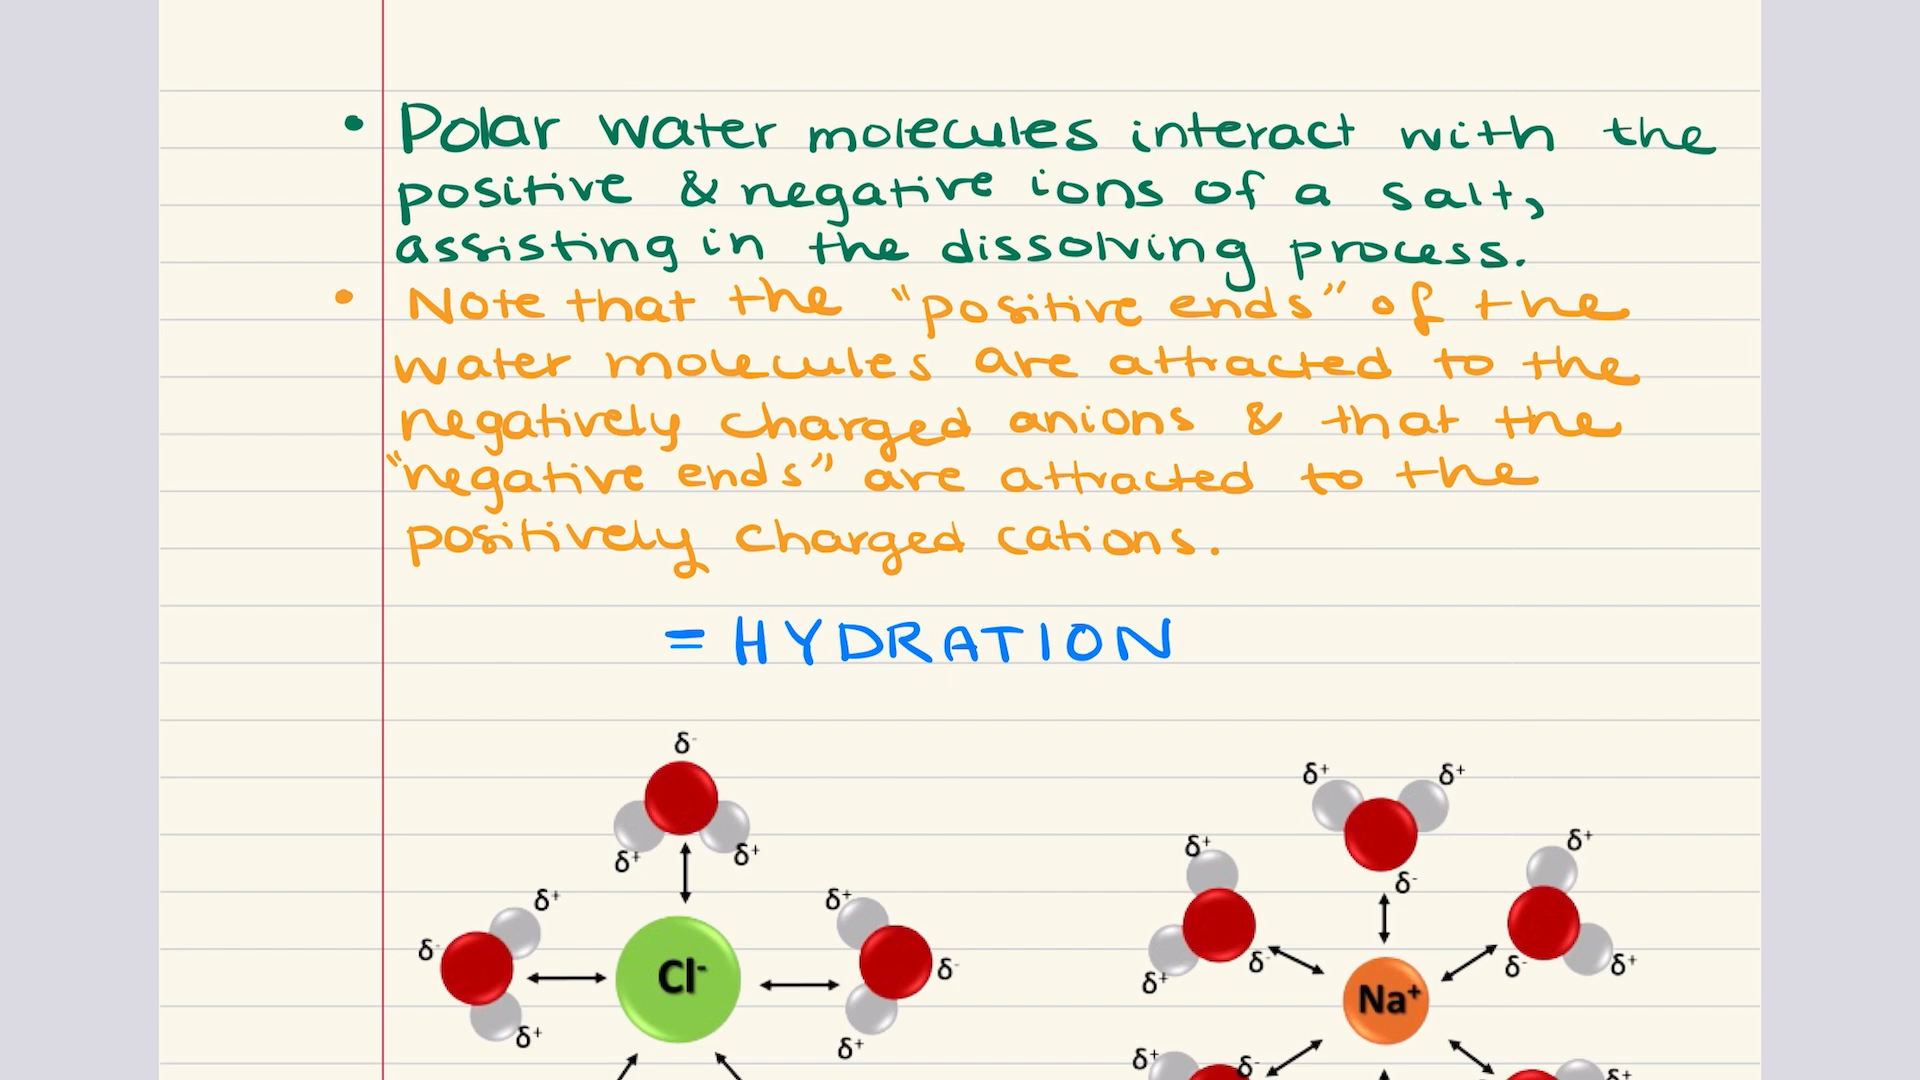 • Polar water molecules interact with the
positive & negative ions of a salt,
assisting in the dissolving process.
• Note that the "positive ends" of the
water molecules are attracted to the
negatively charged anions & that the
"negative ends" are attracted to the
positively charged cations.
= HYDRATION
δ-
δ+ δ+
δ+
δ-
δ+
Cl-
δ+
δ-
δ+
δ+ δ+
δ-
δ+
δ+
δ-
δ+
δ-
δ+
Na+
δ+
δ-
δ+